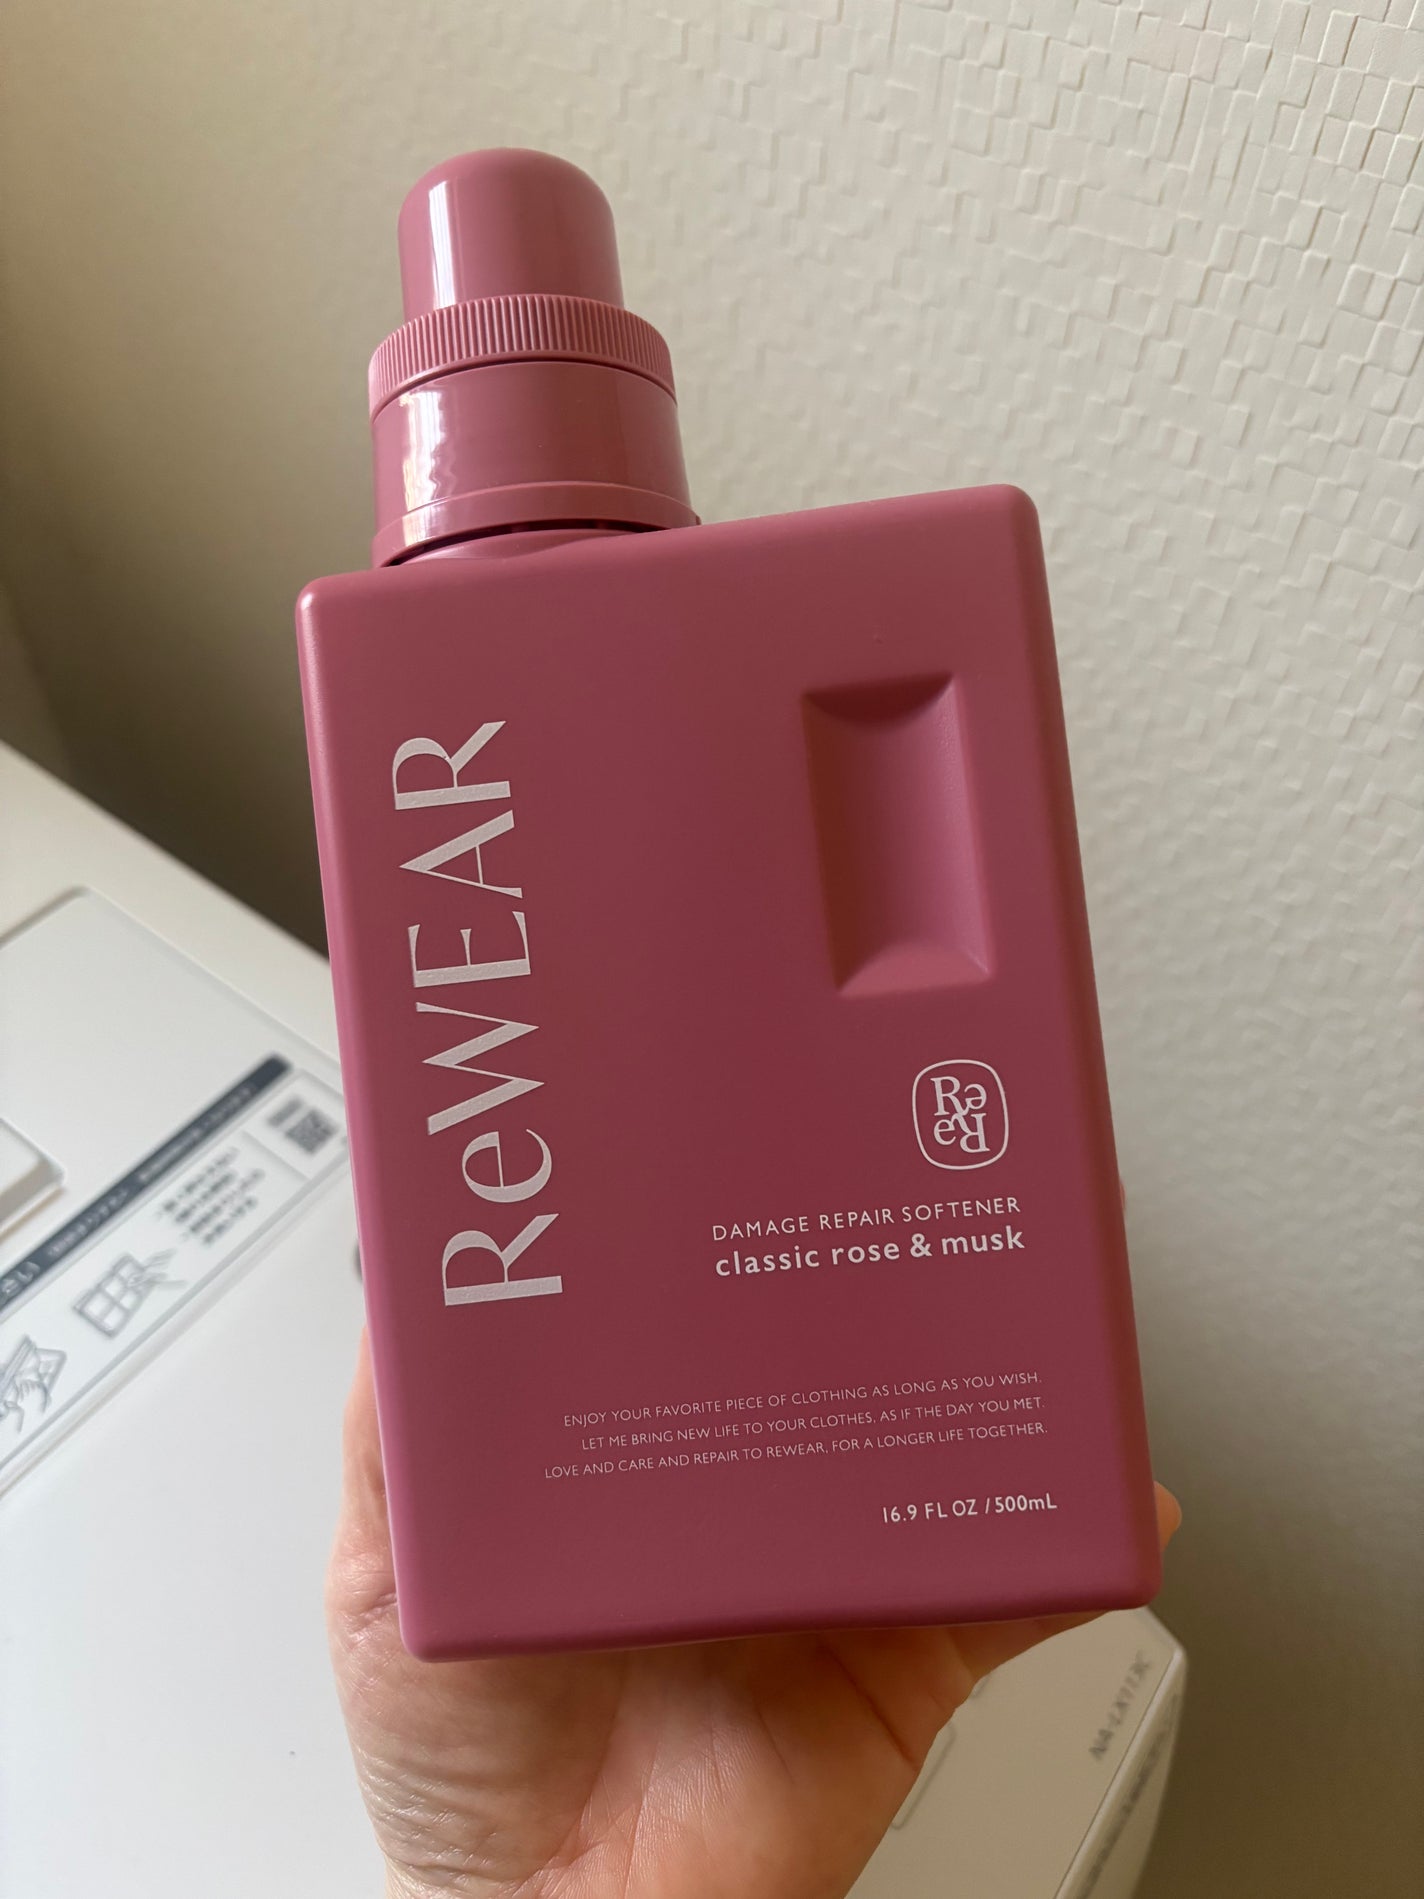 ReWEAR
Re
Re
DAMAGE REPAIR SOFTENER
classic rose & musk
ENJOY YOUR FAVORITE PIECE OF CLOTHING AS LONG AS YOU WISH.
LET ME BRING NEW LIFE TO YOUR CLOTHES, AS IF THE DAY YOU MET.
LOVE AND CARE AND REPAIR TO REWEAR, FOR A LONGER LIFE TOGETHER.
16.9 FL OZ / 500mL